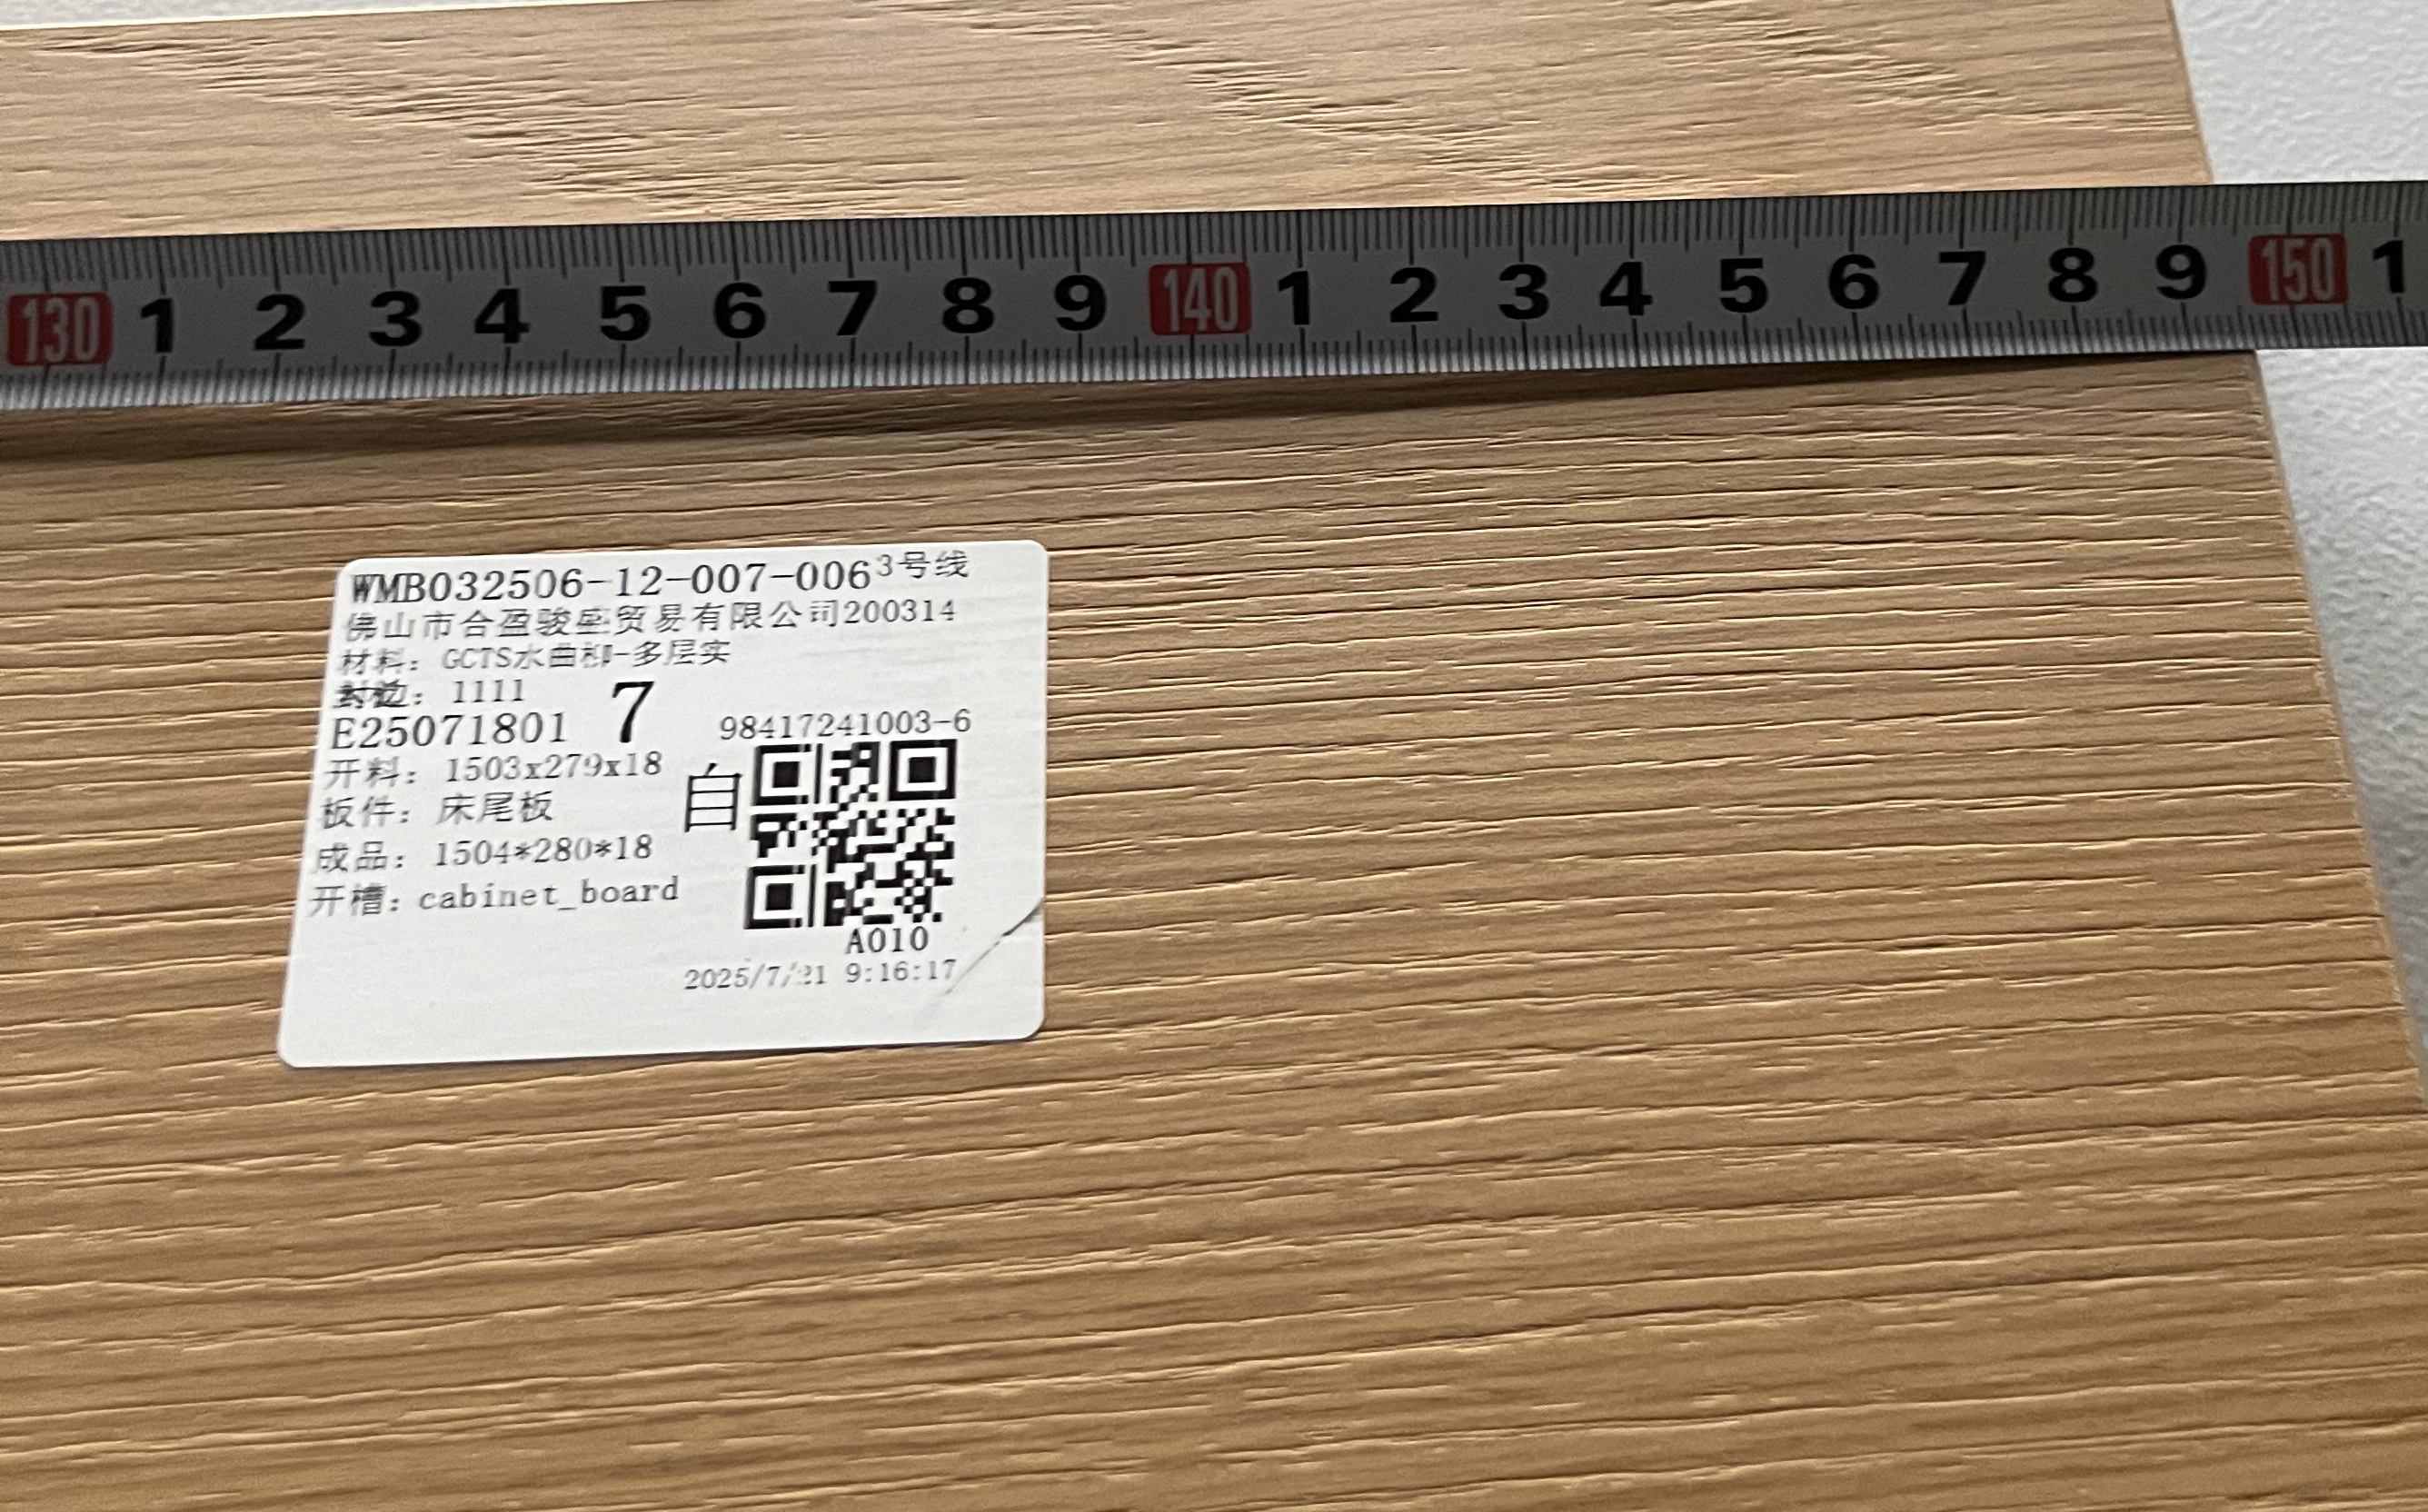 130 1 2 3 4 5 6 7 8 9 140 1 2 3 4 5 6 7 8 9 150 1
WMB032506-12-007-006 3号线
佛山市合盈骏盛贸易有限公司200314
材料: GCTS水曲柳-多层实
封边: 1111
E25071801 7
98417241003-6
开料: 1503x279x18
自
板件: 床尾板
成品: 1504*280*18
开槽: cabinet_board
A010
2025/7/21 9:16:17